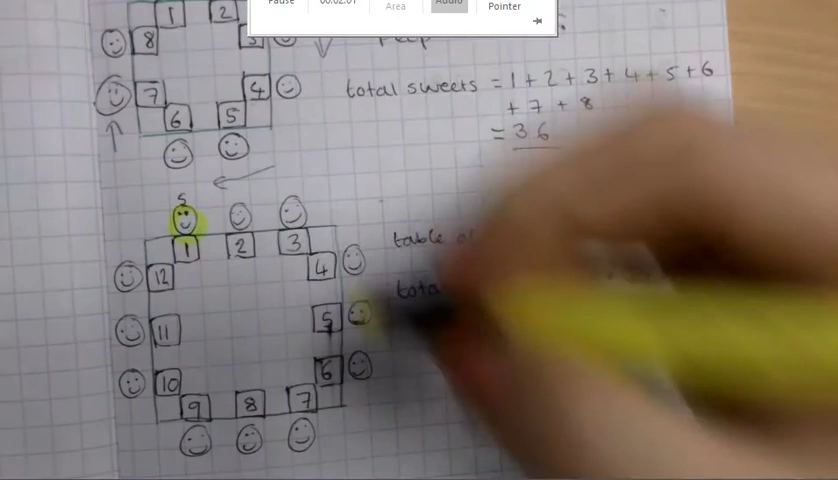 Pause
00:02:01
Area
Audio
Pointer
1 2
8 3
7 4
6 5
total sweets = 1 + 2 + 3 + 4 + 5 + 6
+ 7 + 8
= 36
S
1 2 3
12 4
table
11 5
10 6
9 8 7